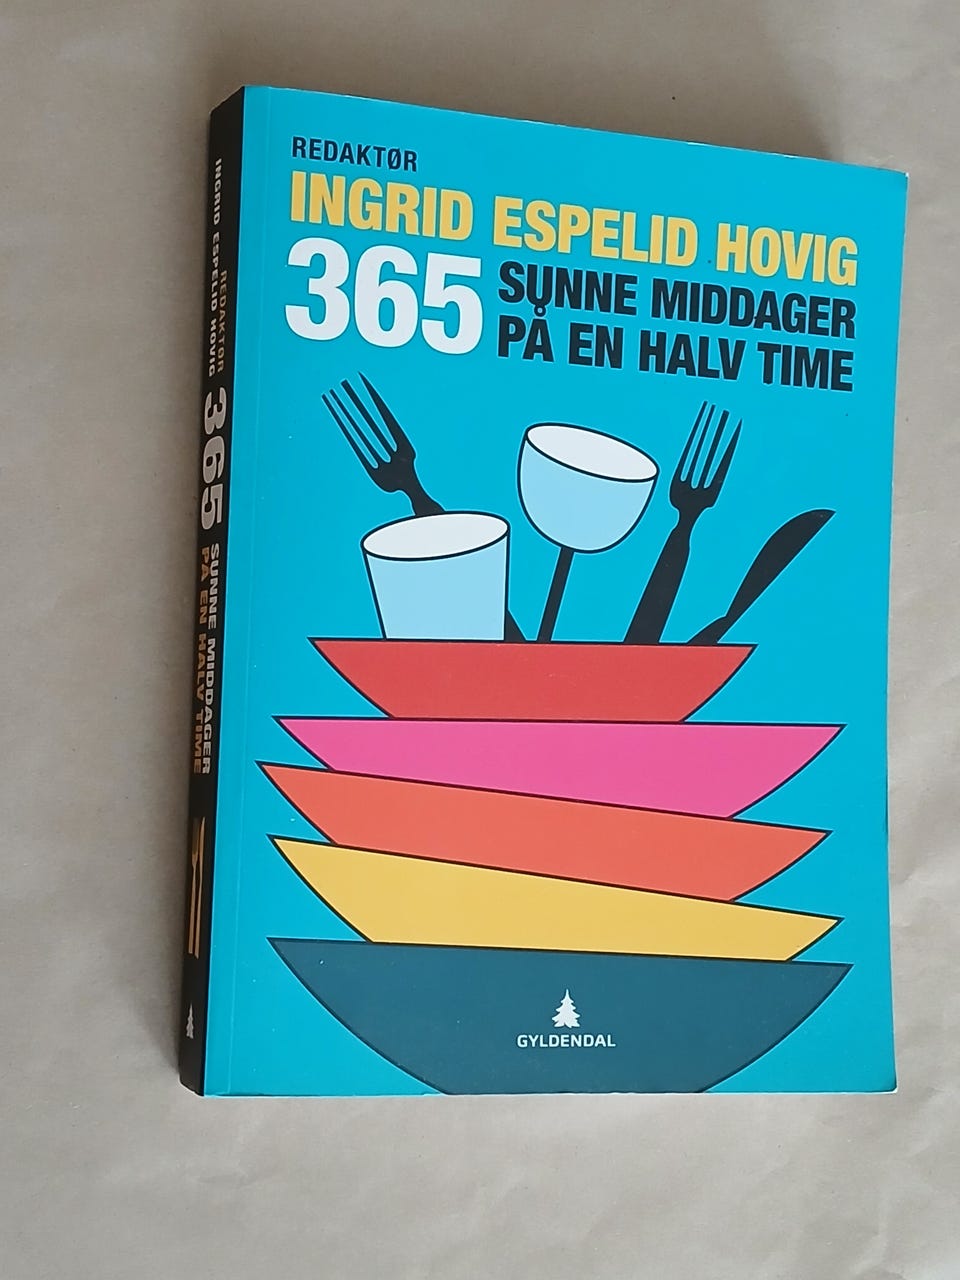 REDAKTØR
INGRID ESPELID HOVIG
365 SUNNE MIDDAGER
PÅ EN HALV TIME
GYLDENDAL
REDAKTØR
INGRID ESPELID HOVIG
365 SUNNE MIDDAGER
PÅ EN HALV TIME